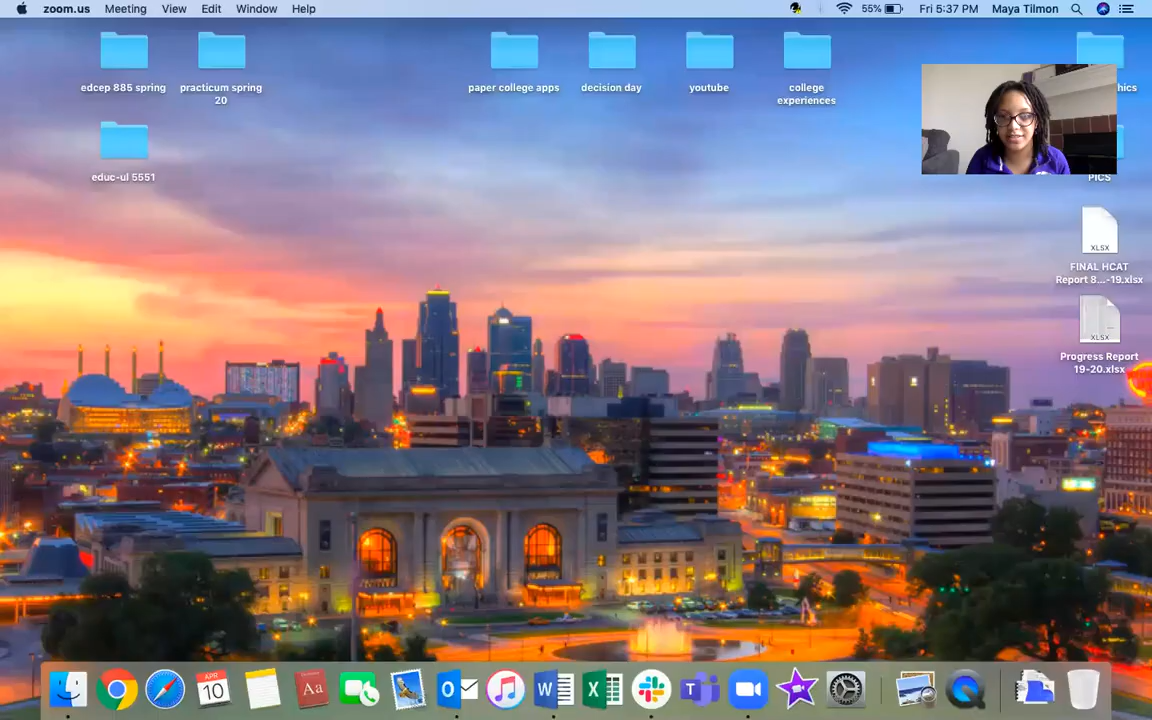 zoom.us Meeting View Edit Window Help 55% Fri 5:37 PM Maya Tilmon
edcep 885 spring
practicum spring
20
paper college apps
decision day
youtube
college
experiences
hics
educ-ul 5551
PICS
XLSX
FINAL HCAT
Report 8...-19.xlsx
XLSX
Progress Report
19-20.xlsx
APR
10
Aa